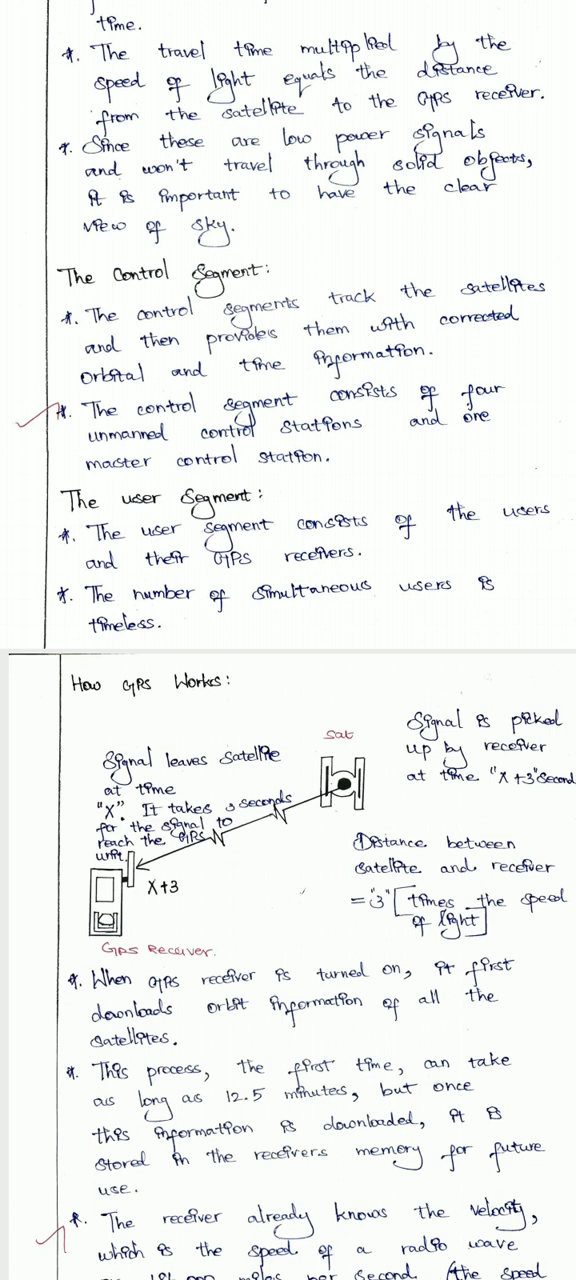 time.
*. The travel time multiplied by the
speed of light equals the distance
from the satellite to the GPS receiver.
*. Since these are low power signals
and won't travel through solid objects,
it is important to have the clear
view of sky.
The Control Segment:
*. The control segments track the satellites
and then provides them with corrected
orbital and time information.
*. The control segment consists of four
unmanned control stations and one
master control station.
The user Segment:
*. The user segment consists of the users
and their GPS receivers.
*. The number of simultaneous users is
timeless.
How GPS Works:
Signal leaves satellite
at time
"X". It takes 3 seconds
for the signal to
reach the GPS
unit.
Sat
Signal is picked
up by receiver
at time "X+3" second
Distance between
satellite and receiver
= "3" [times the speed
of light]
X+3
GPS Receiver.
*. When GPS receiver is turned on, it first
downloads orbit information of all the
satellites.
*. This process, the first time, can take
as long as 12.5 minutes, but once
this information is downloaded, it is
stored in the receivers memory for future
use.
*. The receiver already knows the velocity,
which is the speed of a radio wave
miles per second (the speed